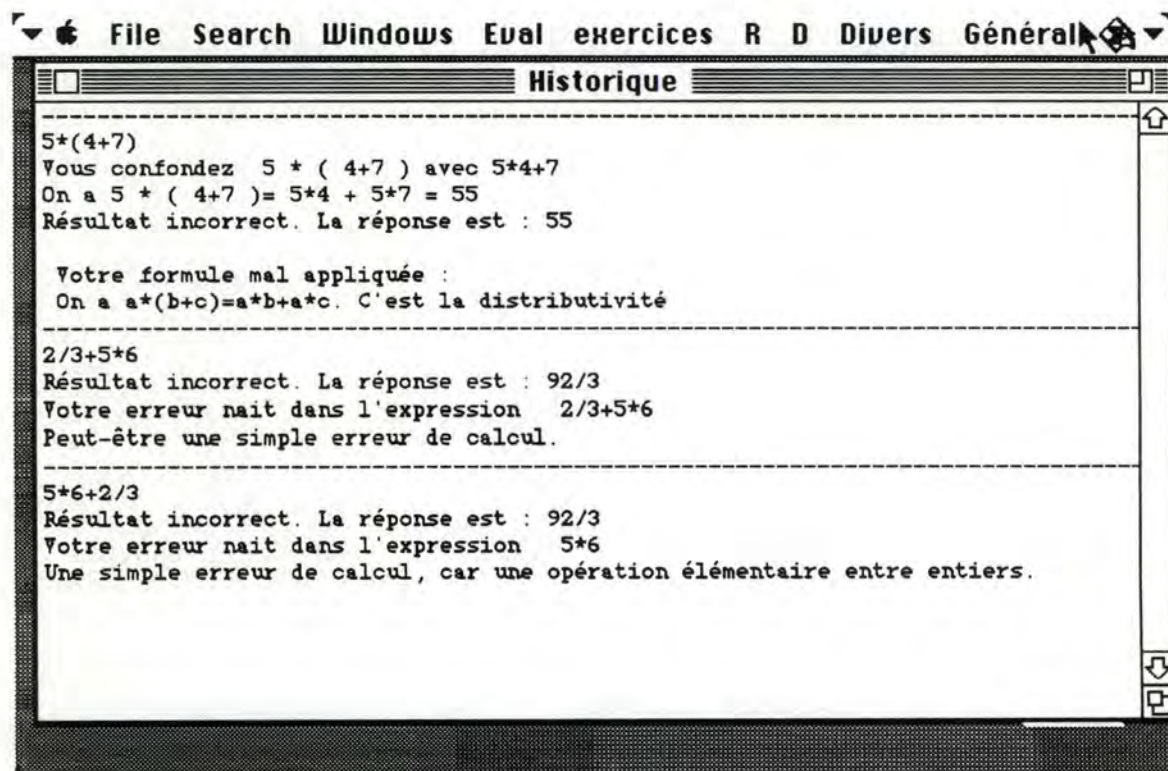 File Search Windows Eval exercices R D Divers Général
Historique
5*(4+7)
Vous confondez 5 * ( 4+7 ) avec 5*4+7
On a 5 * ( 4+7 )= 5*4 + 5*7 = 55
Résultat incorrect. La réponse est : 55
Votre formule mal appliquée :
On a a*(b+c)=a*b+a*c. C'est la distributivité
2/3+5*6
Résultat incorrect. La réponse est : 92/3
Votre erreur nait dans l'expression 2/3+5*6
Peut-être une simple erreur de calcul.
5*6+2/3
Résultat incorrect. La réponse est : 92/3
Votre erreur nait dans l'expression 5*6
Une simple erreur de calcul, car une opération élémentaire entre entiers.